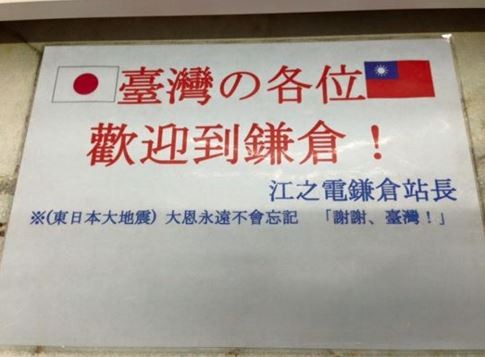 臺灣の各位
歡迎到鎌倉！
江之電鎌倉站長
※(東日本大地震) 大恩永遠不會忘記 「謝謝、臺灣！」